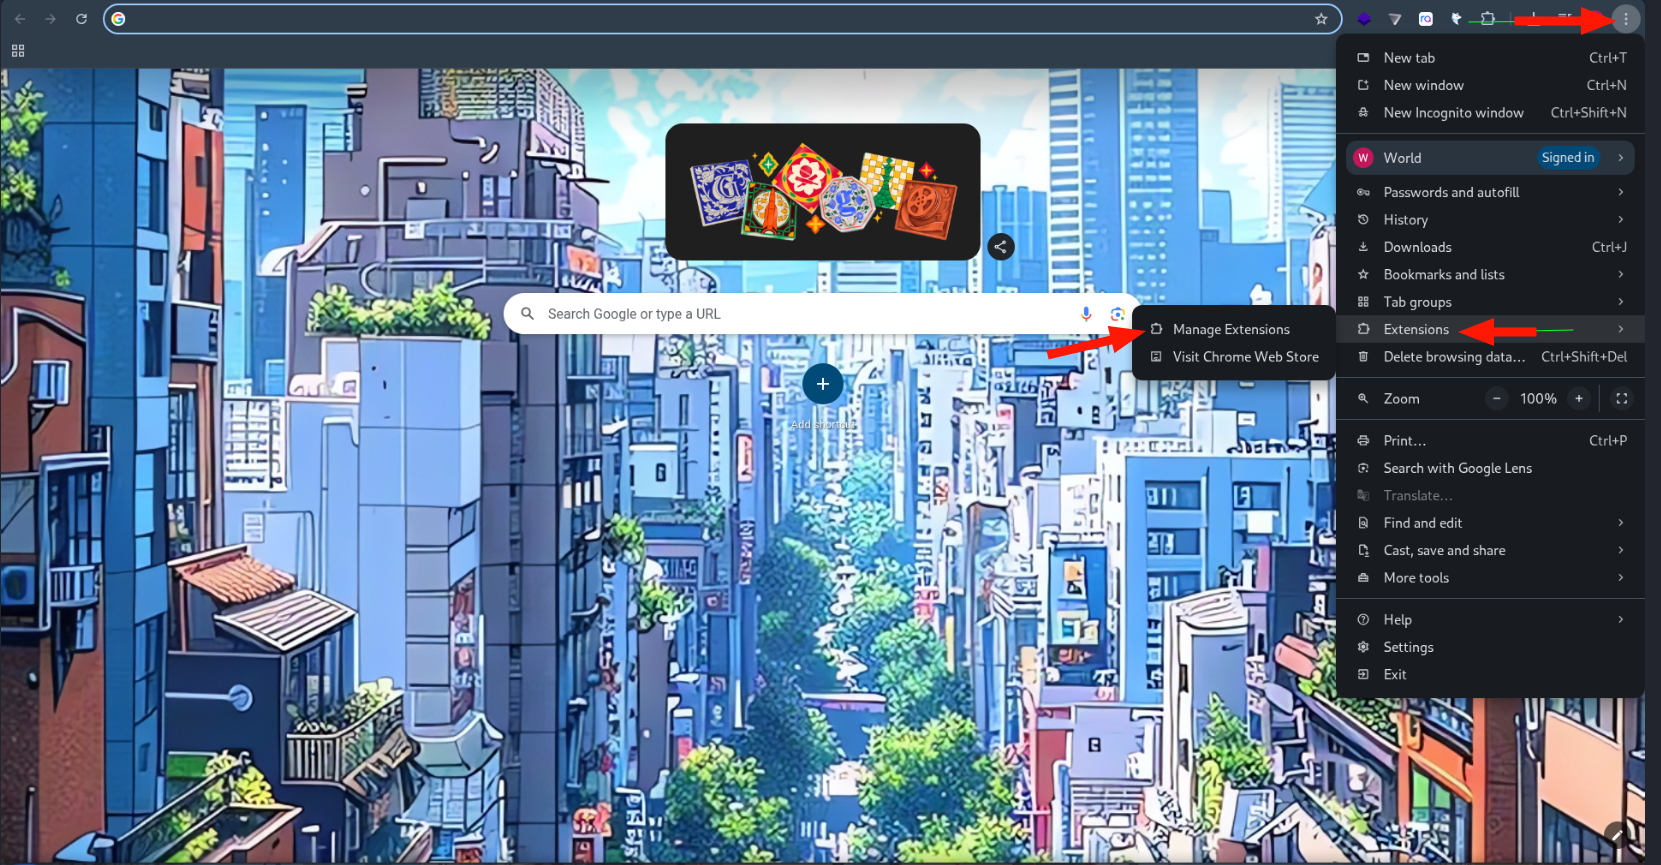 New tab Ctrl+T
New window Ctrl+N
New Incognito window Ctrl+Shift+N
W World Signed in
Passwords and autofill
History
Downloads Ctrl+J
Bookmarks and lists
Tab groups
Search Google or type a URL
Manage Extensions
Extensions
Visit Chrome Web Store
Delete browsing data... Ctrl+Shift+Del
Add shortcut
Zoom − 100% +
Print... Ctrl+P
Search with Google Lens
Translate...
Find and edit
Cast, save and share
More tools
Help
Settings
Exit